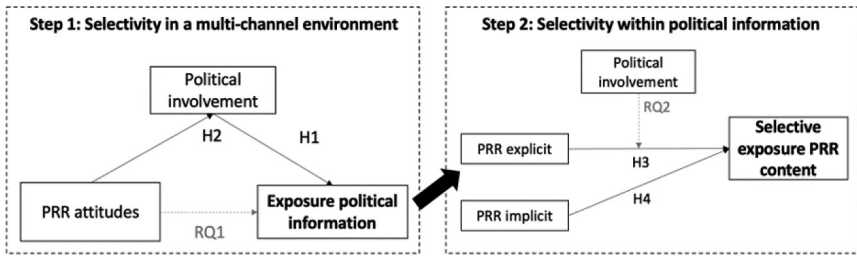 Step 1: Selectivity in a multi-channel environment
Political
involvement
H2
H1
PRR attitudes
RQ1
Exposure political
information
Step 2: Selectivity within political information
Political
involvement
RQ2
PRR explicit
H3
Selective
exposure PRR
content
PRR implicit
H4